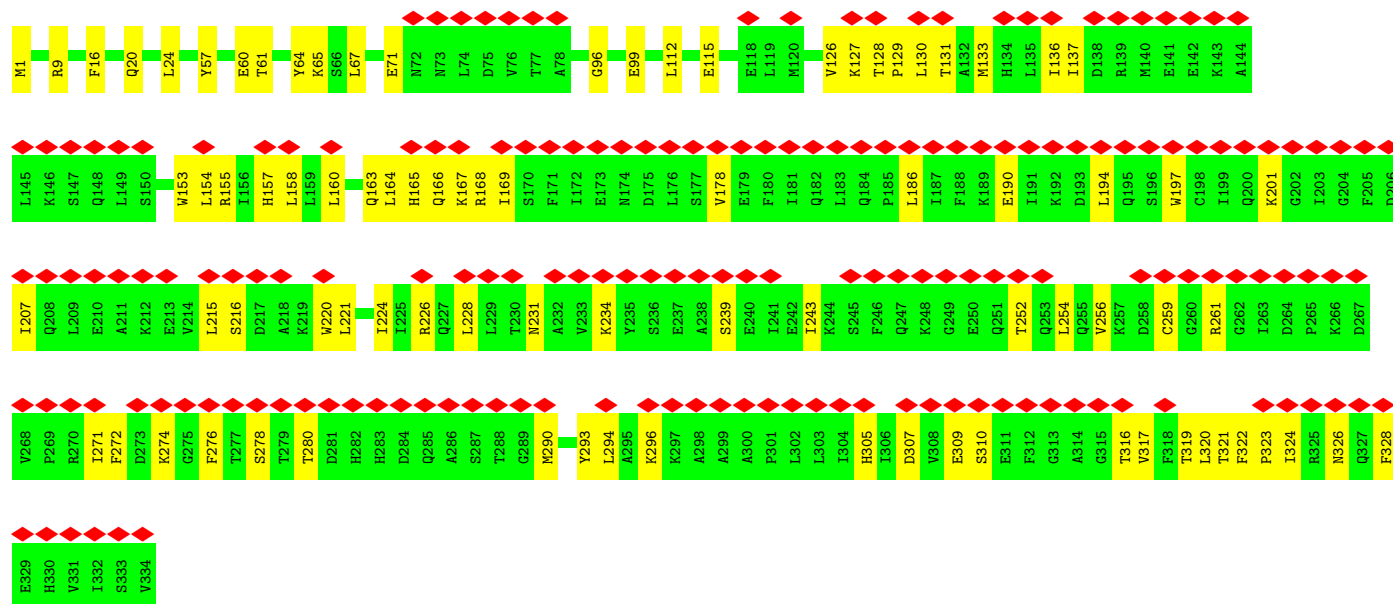 M1 R9 F16 Q20 L24 Y57 E60 T61 Y64 K65 S66 L67 E71 N72 N73 L74 D75 V76 T77 A78 G96 E99 L112 E115 E118 L119 M120 V126 K127 T128 P129 L130 T131 A132 M133 H134 L135 I136 I137 D138 R139 M140 E141 E142 K143 A144
L145 K146 S147 Q148 L149 S150 W153 L154 R155 I156 H157 L158 L159 L160 Q163 L164 H165 Q166 K167 R168 I169 S170 F171 I172 E173 N174 D175 L176 S177 V178 E179 F180 I181 Q182 L183 Q184 P185 L186 I187 F188 K189 E190 I191 K192 D193 L194 Q195 S196 W197 C198 I199 Q200 K201 G202 I203 G204 F205 D206
I207 Q208 L209 E210 A211 K212 E213 V214 L215 S216 D217 A218 K219 W220 L221 I224 I225 R226 Q227 L228 L229 T230 N231 A232 V233 K234 Y235 S236 E237 A238 S239 E240 I241 E242 I243 K244 S245 F246 Q247 K248 G249 E250 Q251 T252 Q253 L254 Q255 V256 K257 D258 C259 G260 R261 G262 I263 D264 P265 K266 D267
V268 P269 R270 I271 F272 D273 K274 G275 F276 T277 S278 T279 T280 D281 H282 H283 D284 Q285 A286 S287 T288 G289 M290 Y293 L294 A295 K296 K297 A298 A299 A300 P301 L302 L303 I304 H305 I306 D307 V308 E309 S310 E311 F312 G313 A314 G315 T316 V317 F318 T319 L320 T321 F322 P323 I324 R325 N326 Q327 F328
E329 H330 V331 I332 S333 V334